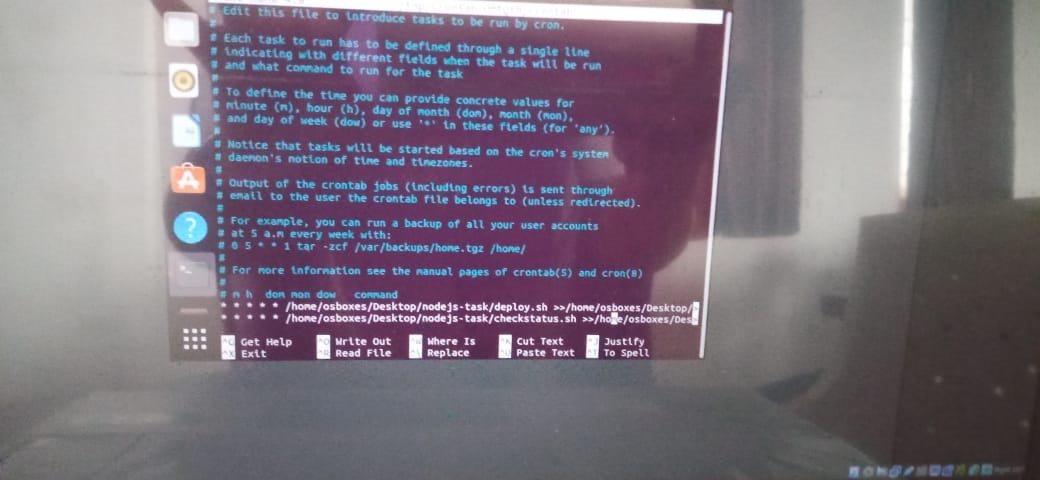 # Edit this file to introduce tasks to be run by cron.
#
# Each task to run has to be defined through a single line
# indicating with different fields when the task will be run
# and what command to run for the task
#
# To define the time you can provide concrete values for
# minute (m), hour (h), day of month (dom), month (mon),
# and day of week (dow) or use '*' in these fields (for 'any').
#
# Notice that tasks will be started based on the cron's system
# daemon's notion of time and timezones.
#
# Output of the crontab jobs (including errors) is sent through
# email to the user the crontab file belongs to (unless redirected).
#
# For example, you can run a backup of all your user accounts
# at 5 a.m every week with:
# 0 5 * * 1 tar -zcf /var/backups/home.tgz /home/
#
# For more information see the manual pages of crontab(5) and cron(8)
#
# m h  dom mon dow   command
* * * * * /home/osboxes/Desktop/nodejs-task/deploy.sh >>/home/osboxes/Desktop/>
* * * * * /home/osboxes/Desktop/nodejs-task/checkstatus.sh >>/home/osboxes/Des>
^G Get Help ^O Write Out ^W Where Is ^K Cut Text ^J Justify
^X Exit ^R Read File ^\ Replace ^U Paste Text ^T To Spell